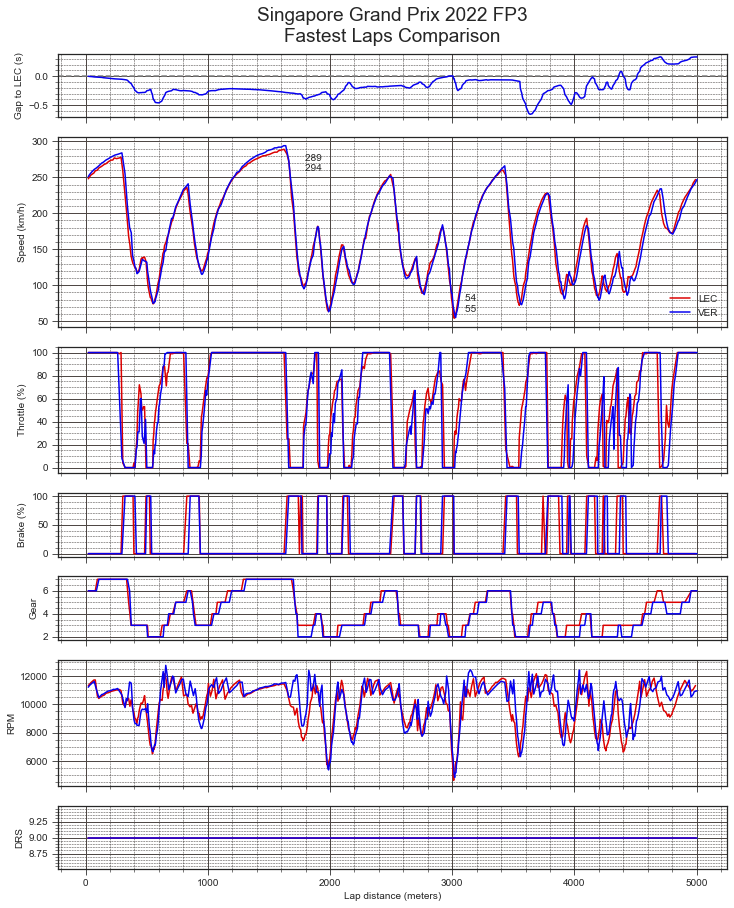 Singapore Grand Prix 2022 FP3
Fastest Laps Comparison
Gap to LEC (s)
0.0
−0.5
Speed (km/h)
300
250
200
150
100
50
289
294
54
55
LEC
VER
Throttle (%)
100
80
60
40
20
0
Brake (%)
100
50
0
Gear
6
4
2
RPM
12000
10000
8000
6000
DRS
9.25
9.00
8.75
0 1000 2000 3000 4000 5000
Lap distance (meters)